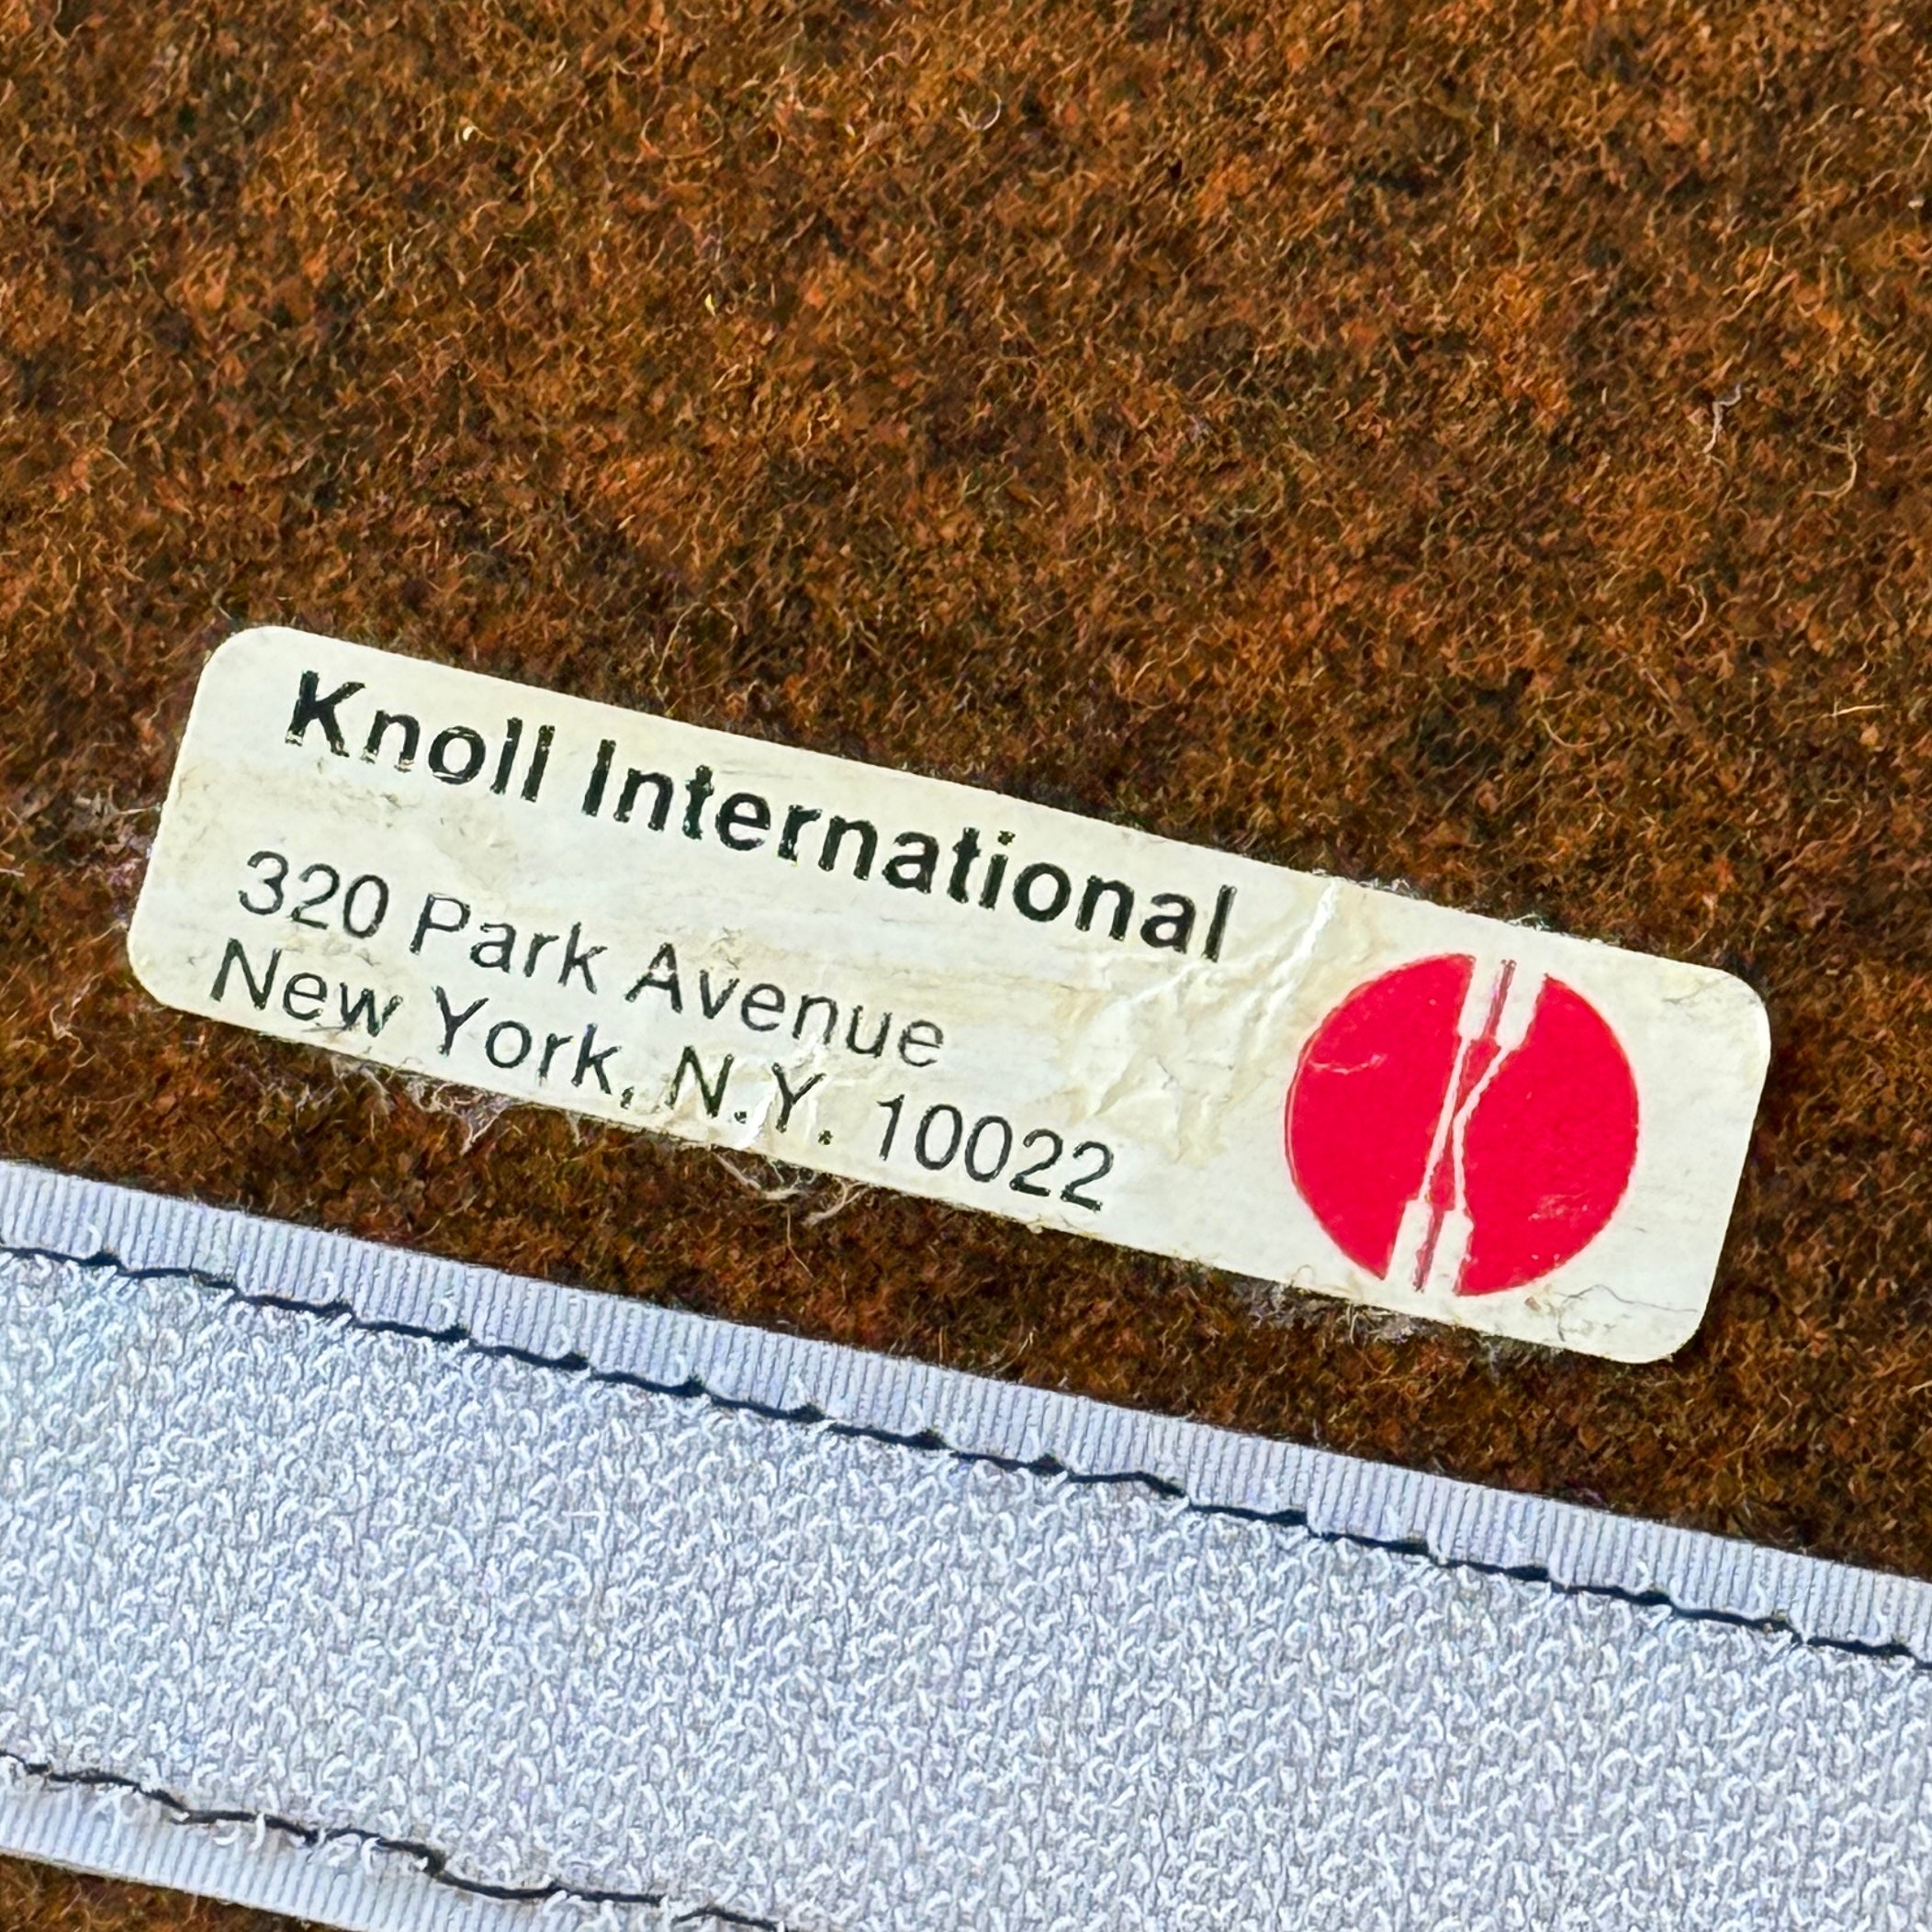 Knoll International
320 Park Avenue
New York, N.Y. 10022
K